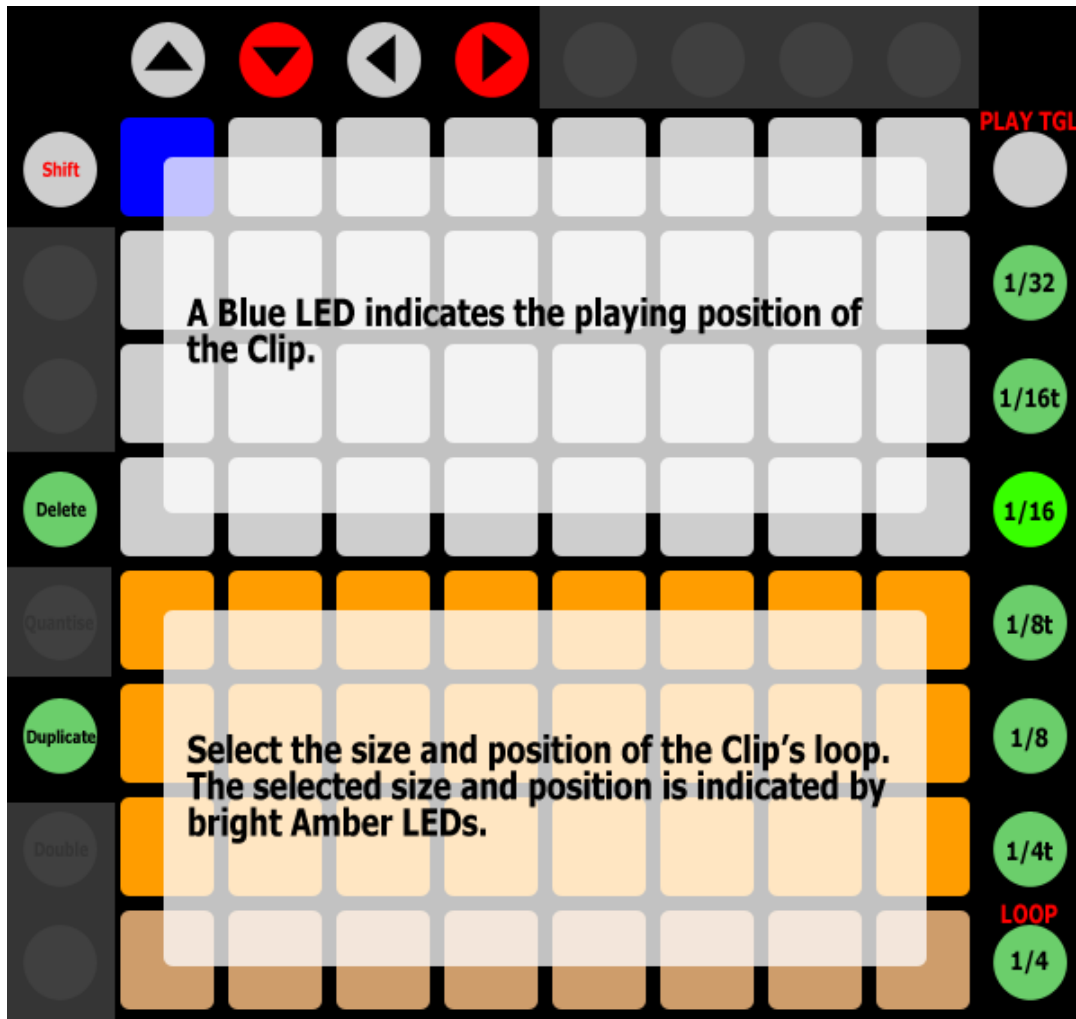 PLAY TGL
Shift
1/32
A Blue LED indicates the playing position of
the Clip.
1/16t
Delete
1/16
Quantise
1/8t
Duplicate
1/8
Select the size and position of the Clip’s loop.
The selected size and position is indicated by
bright Amber LEDs.
Double
1/4t
LOOP
1/4